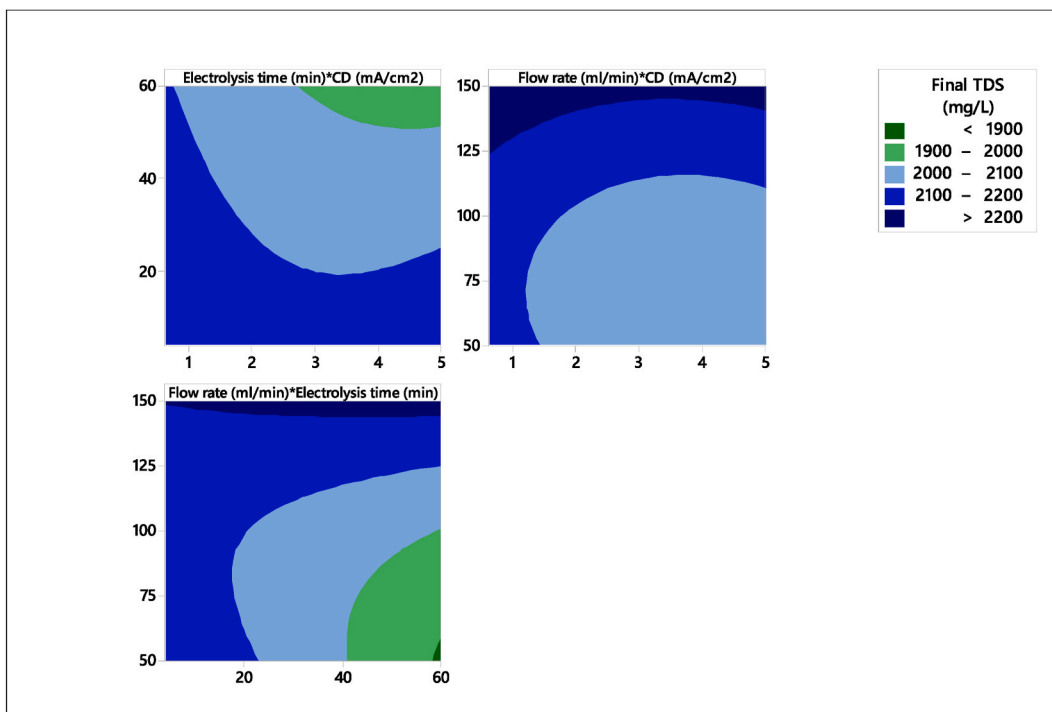 Electrolysis time (min)*CD (mA/cm2)
60
40
20
1 2 3 4 5
Flow rate (ml/min)*CD (mA/cm2)
150
125
100
75
50
1 2 3 4 5
Final TDS
(mg/L)
< 1900
1900 – 2000
2000 – 2100
2100 – 2200
> 2200
Flow rate (ml/min)*Electrolysis time (min)
150
125
100
75
50
20 40 60